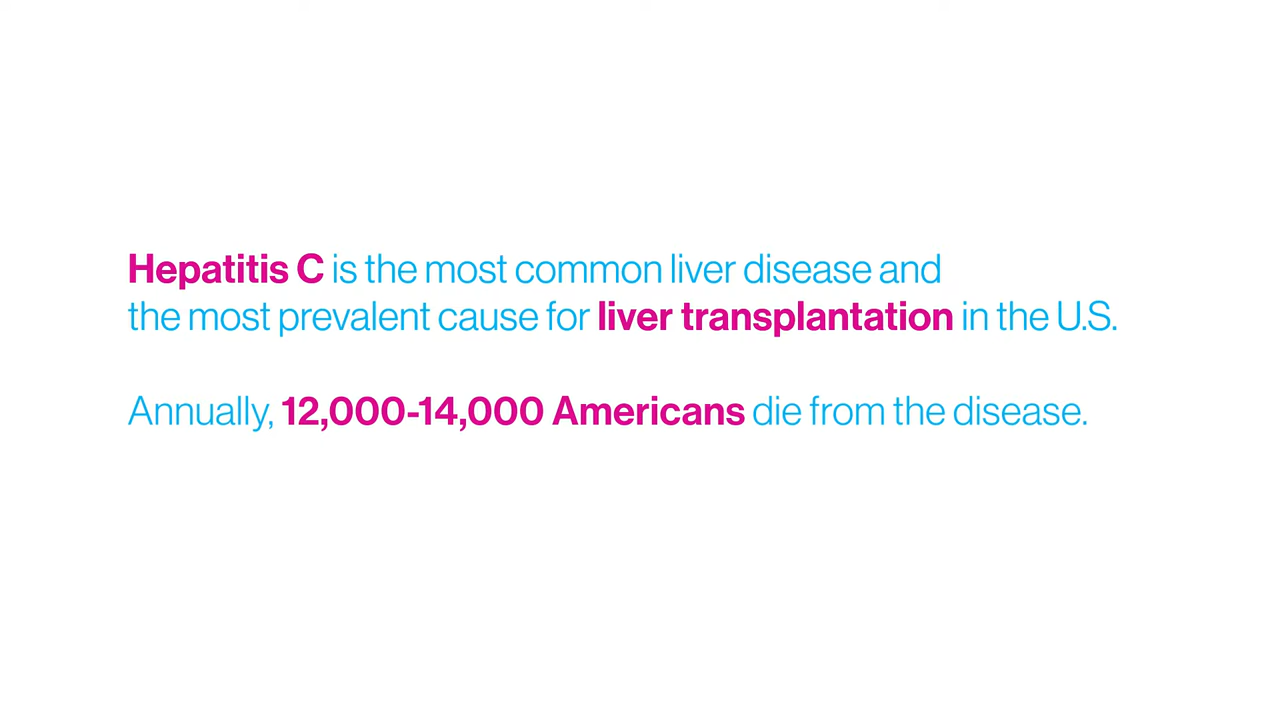 Hepatitis C is the most common liver disease and
the most prevalent cause for liver transplantation in the U.S.
Annually, 12,000-14,000 Americans die from the disease.